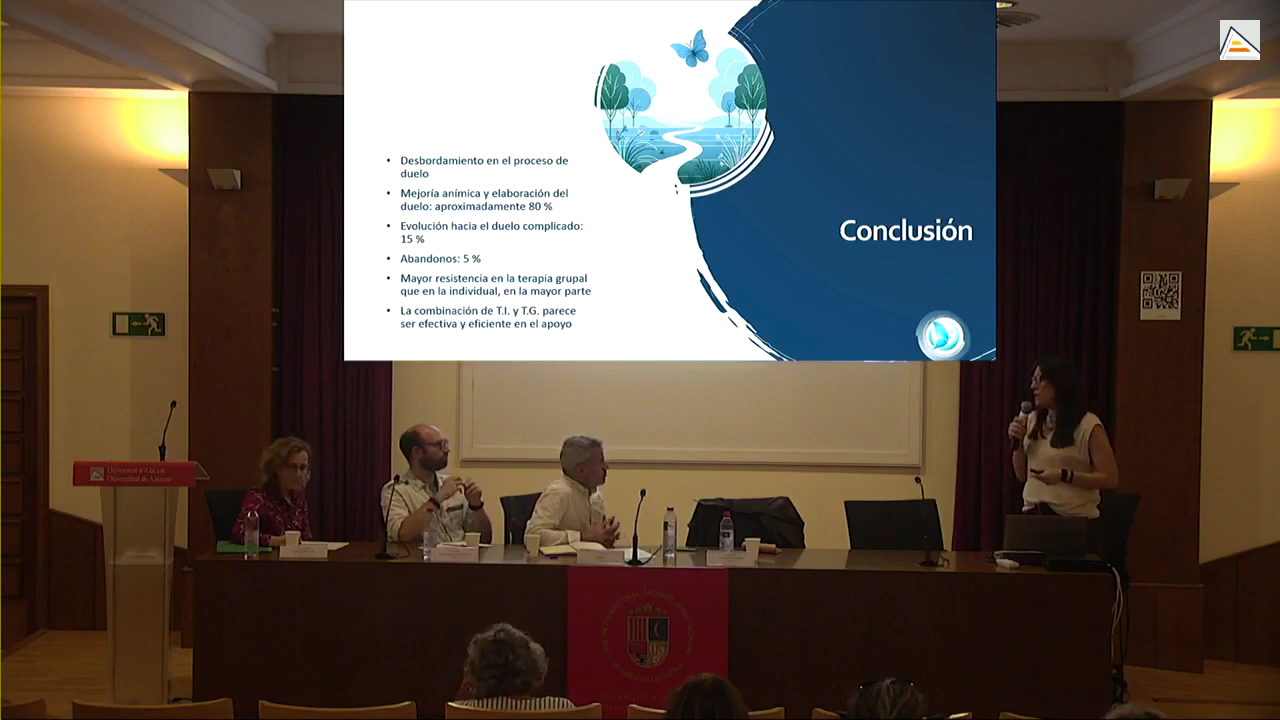 • Desbordamiento en el proceso de
duelo
• Mejoría anímica y elaboración del
duelo: aproximadamente 80 %
• Evolución hacia el duelo complicado:
15 %
• Abandonos: 5 %
• Mayor resistencia en la terapia grupal
que en la individual, en la mayor parte
• La combinación de T.I. y T.G. parece
ser efectiva y eficiente en el apoyo
Conclusión
Universitat d'Alacant
Universidad de Alicante